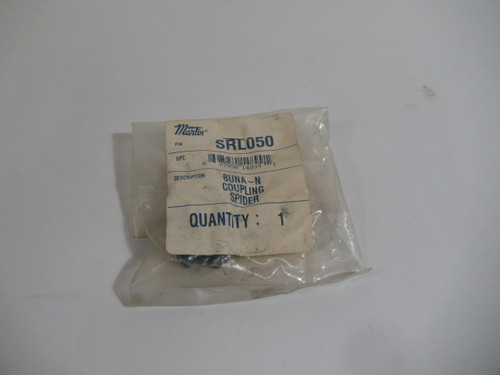 Martin
P/N SRL050
UPC
DESCRIPTION BUNA-N
COUPLING
SPIDER
QUANTITY: 1